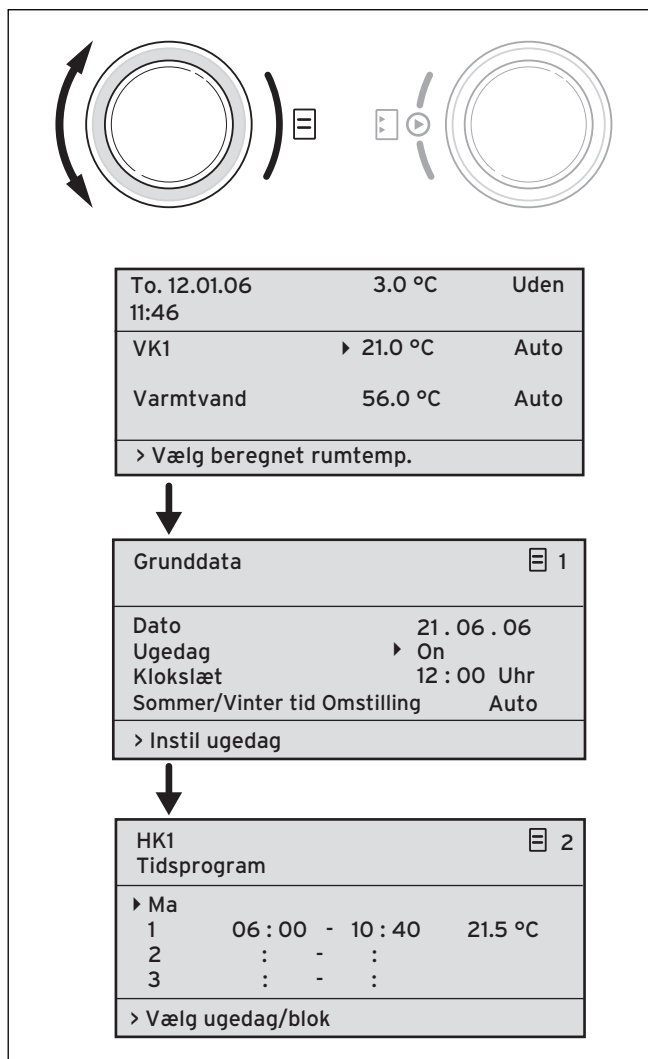 To. 12.01.06 3.0 °C Uden
11:46
VK1 21.0 °C Auto
Varmtvand 56.0 °C Auto
> Vælg beregnet rumtemp.
Grunddata 1
Dato 21 . 06 . 06
Ugedag On
Klokslæt 12 : 00 Uhr
Sommer/Vinter tid Omstilling Auto
> Instil ugedag
HK1 2
Tidsprogram
Ma
1 06 : 00 - 10 : 40 21.5 °C
2 : - :
3 : - :
> Vælg ugedag/blok